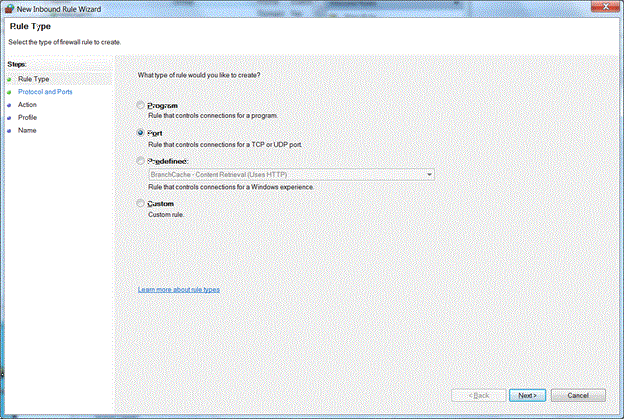 New Inbound Rule Wizard
X
Rule Type
Select the type of firewall rule to create.
Steps:
Rule Type
Protocol and Ports
Action
Profile
Name
What type of rule would you like to create?
Program
Rule that controls connections for a program.
Port
Rule that controls connections for a TCP or UDP port.
Predefined:
BranchCache - Content Retrieval (Uses HTTP)
Rule that controls connections for a Windows experience.
Custom
Custom rule.
Learn more about rule types
< Back
Next >
Cancel